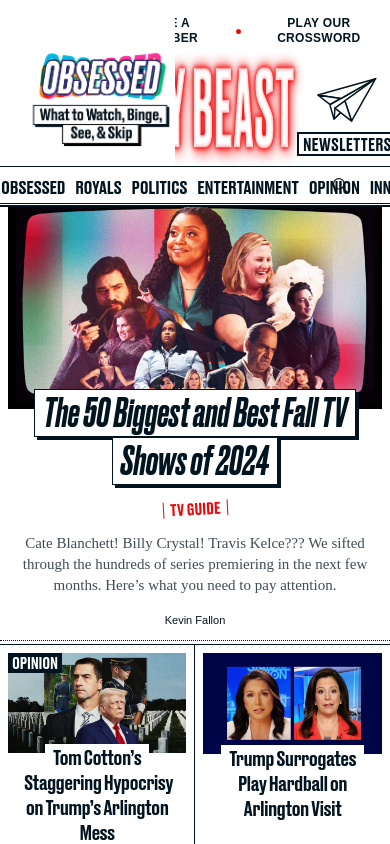 E A
BER
PLAY OUR
CROSSWORD
OBSESSED
What to Watch, Binge,
See, & Skip
Y BEAST
NEWSLETTERS
OBSESSED ROYALS POLITICS ENTERTAINMENT OPINION INN
The 50 Biggest and Best Fall TV
Shows of 2024
TV GUIDE
Cate Blanchett! Billy Crystal! Travis Kelce??? We sifted
through the hundreds of series premiering in the next few
months. Here’s what you need to pay attention.
Kevin Fallon
OPINION
Tom Cotton’s
Staggering Hypocrisy
on Trump’s Arlington
Mess
Trump Surrogates
Play Hardball on
Arlington Visit